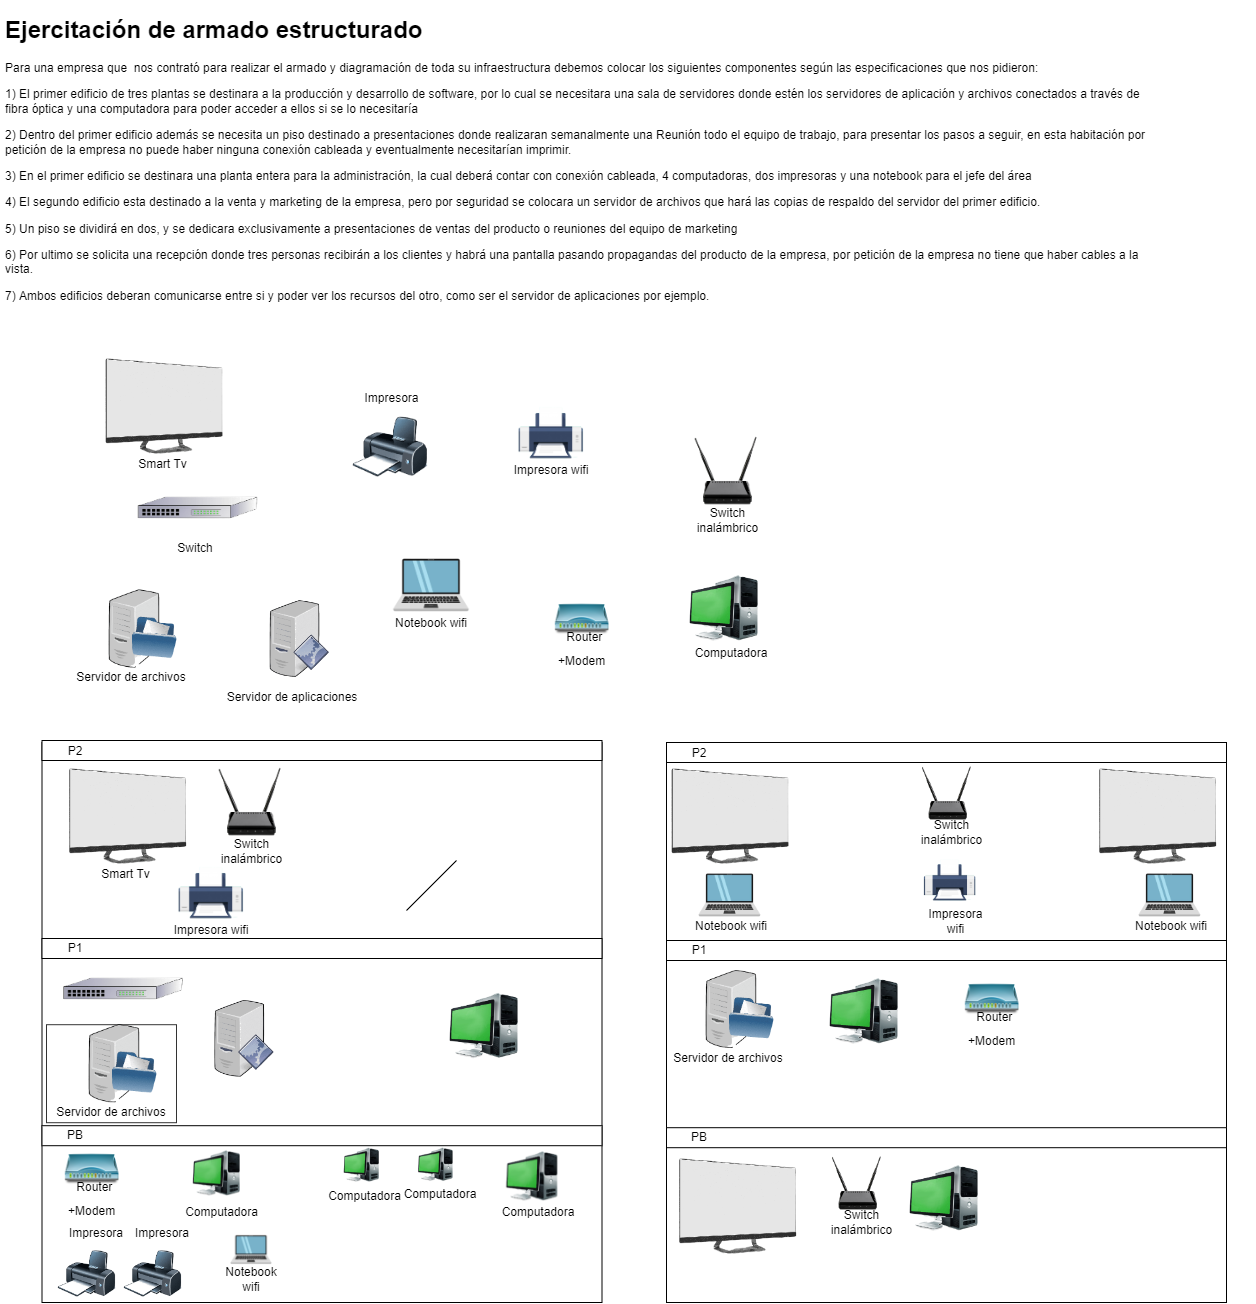 Ejercitación de armado estructurado
Para una empresa que  nos contrató para realizar el armado y diagramación de toda su infraestructura debemos colocar los siguientes componentes según las especificaciones que nos pidieron:
1) El primer edificio de tres plantas se destinara a la producción y desarrollo de software, por lo cual se necesitara una sala de servidores donde estén los servidores de aplicación y archivos conectados a través de
fibra óptica y una computadora para poder acceder a ellos si se lo necesitaría
2) Dentro del primer edificio además se necesita un piso destinado a presentaciones donde realizaran semanalmente una Reunión todo el equipo de trabajo, para presentar los pasos a seguir, en esta habitación por
petición de la empresa no puede haber ninguna conexión cableada y eventualmente necesitarían imprimir.
3) En el primer edificio se destinara una planta entera para la administración, la cual deberá contar con conexión cableada, 4 computadoras, dos impresoras y una notebook para el jefe del área
4) El segundo edificio esta destinado a la venta y marketing de la empresa, pero por seguridad se colocara un servidor de archivos que hará las copias de respaldo del servidor del primer edificio.
5) Un piso se dividirá en dos, y se dedicara exclusivamente a presentaciones de ventas del producto o reuniones del equipo de marketing
6) Por ultimo se solicita una recepción donde tres personas recibirán a los clientes y habrá una pantalla pasando propagandas del producto de la empresa, por petición de la empresa no tiene que haber cables a la
vista.
7) Ambos edificios deberan comunicarse entre si y poder ver los recursos del otro, como ser el servidor de aplicaciones por ejemplo.
Impresora
Smart Tv
Impresora wifi
Switch
inalámbrico
Switch
Notebook wifi
Router
+Modem
Computadora
Servidor de archivos
Servidor de aplicaciones
P2
Smart Tv
Switch
inalámbrico
Impresora wifi
P1
Servidor de archivos
PB
Router
+Modem
Computadora
Computadora
Computadora
Computadora
Impresora
Impresora
Notebook
wifi
P2
Switch
inalámbrico
Notebook wifi
Impresora
wifi
Notebook wifi
P1
Servidor de archivos
Router
+Modem
PB
Switch
inalámbrico